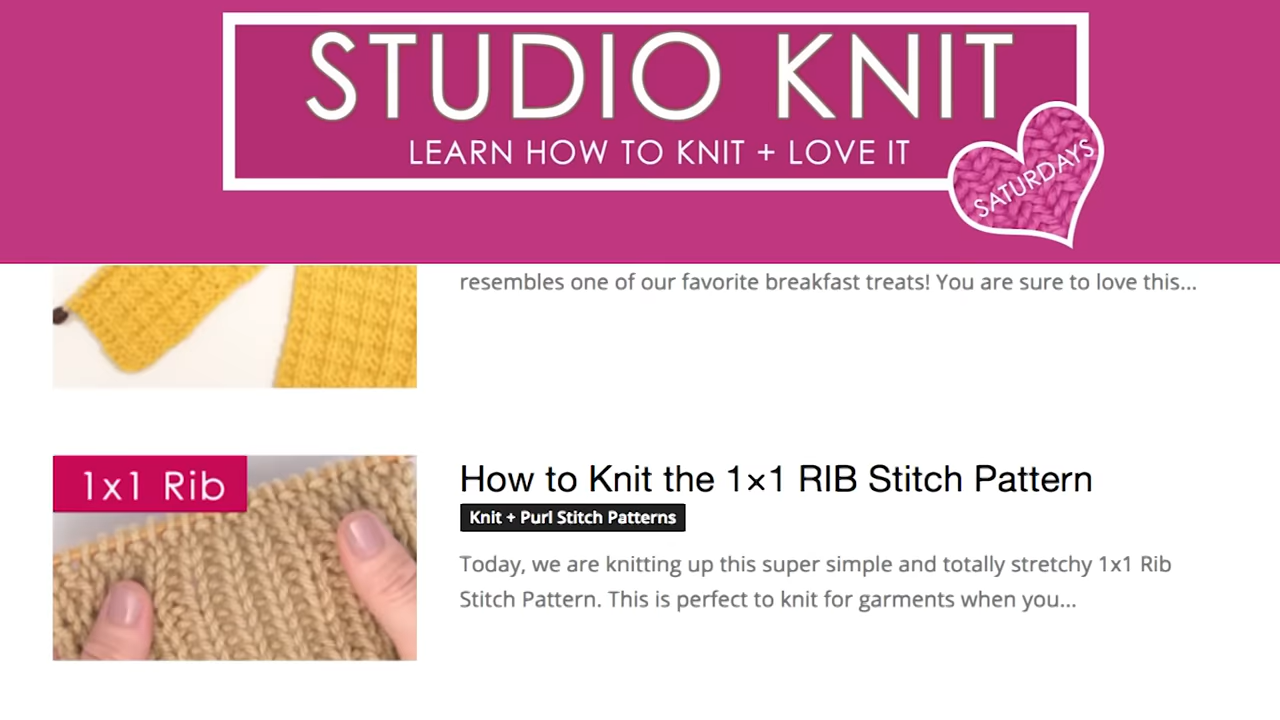 STUDIO KNIT
LEARN HOW TO KNIT + LOVE IT
SATURDAYS
resembles one of our favorite breakfast treats! You are sure to love this...
1x1 Rib
How to Knit the 1×1 RIB Stitch Pattern
Knit + Purl Stitch Patterns
Today, we are knitting up this super simple and totally stretchy 1x1 Rib
Stitch Pattern. This is perfect to knit for garments when you...